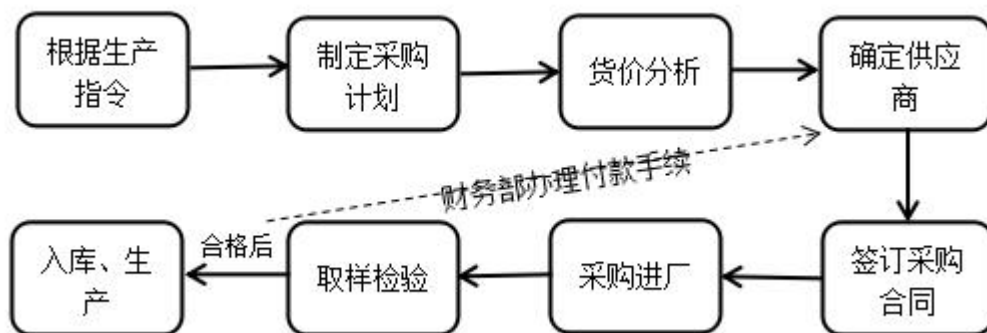 根据生产
指令
制定采购
计划
货价分析
确定供应
商
财务部办理付款手续
入库、生
产
合格后
取样检验
采购进厂
签订采购
合同